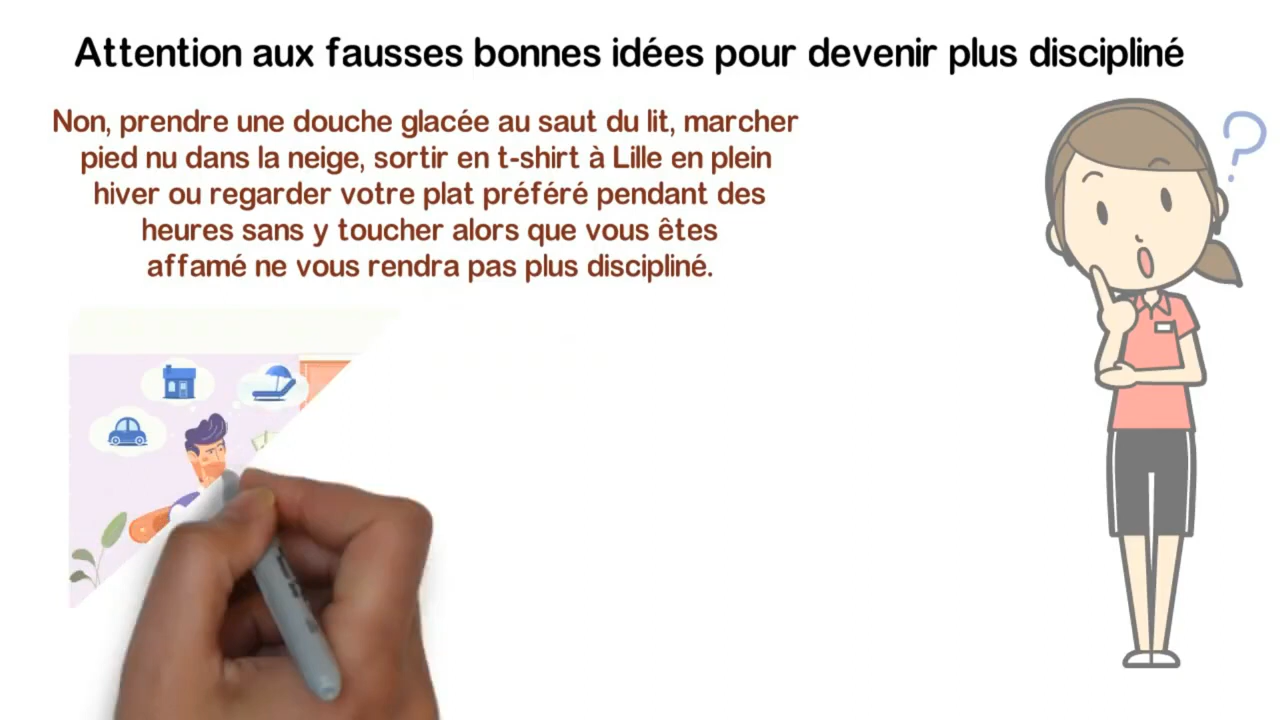 Attention aux fausses bonnes idées pour devenir plus discipliné
Non, prendre une douche glacée au saut du lit, marcher
pied nu dans la neige, sortir en t-shirt à Lille en plein
hiver ou regarder votre plat préféré pendant des
heures sans y toucher alors que vous êtes
affamé ne vous rendra pas plus discipliné.
?